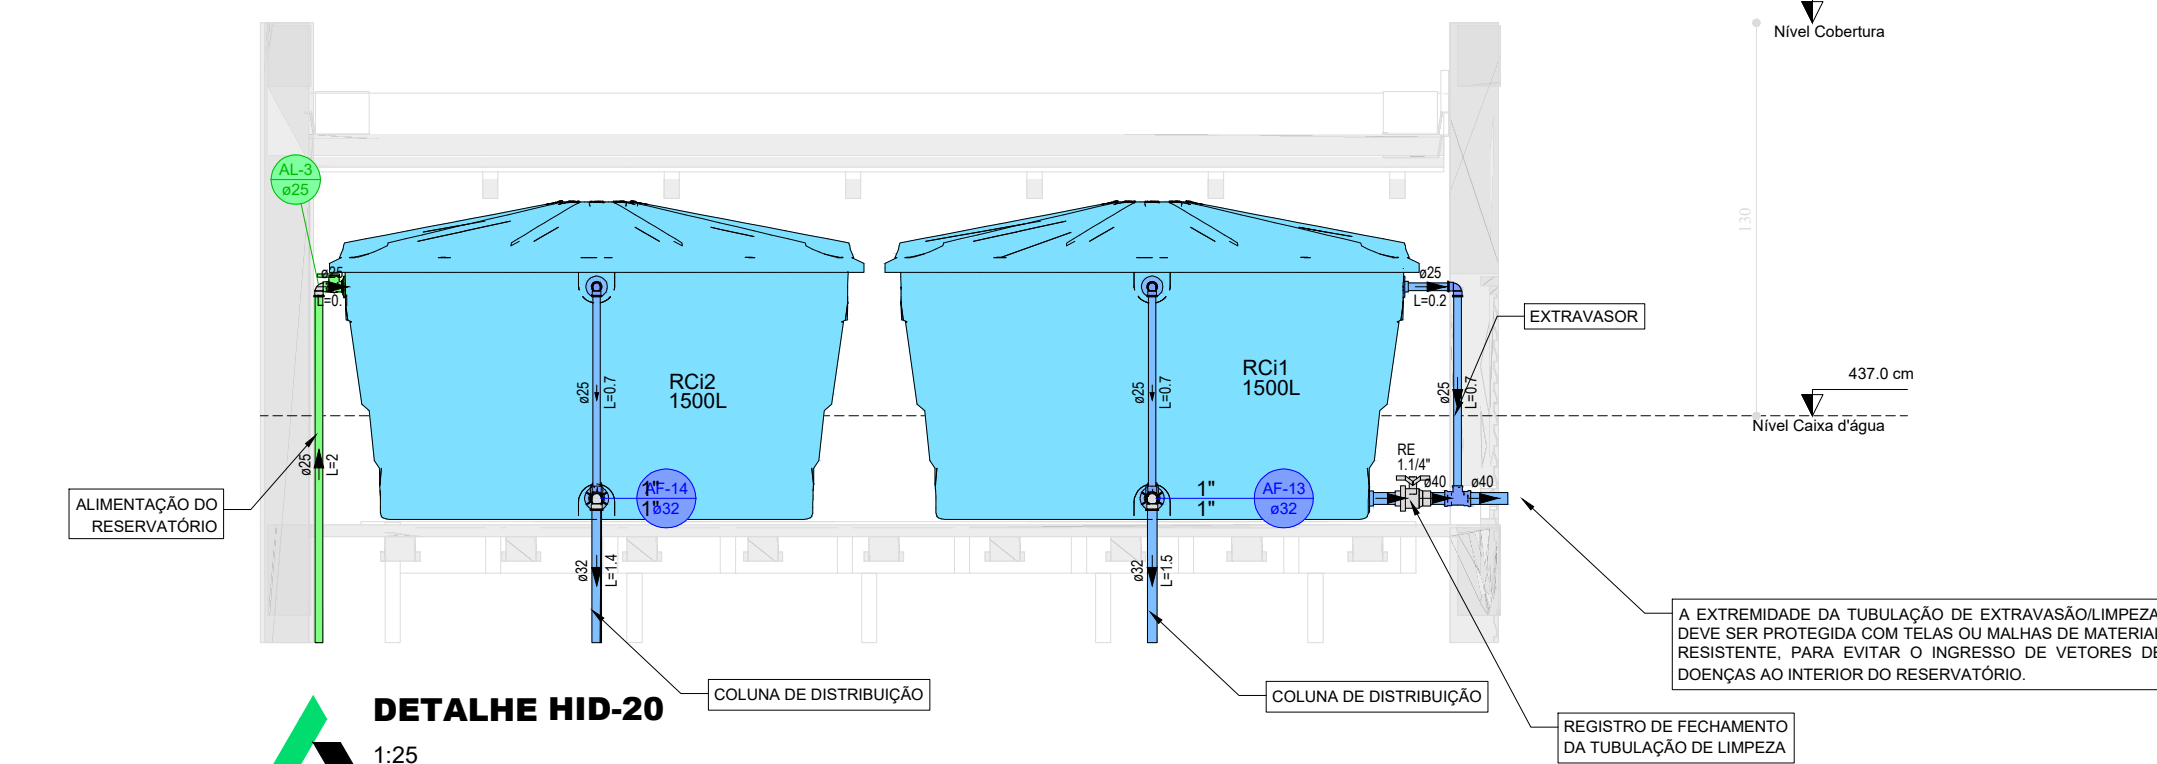 Nível Cobertura
130
AL-3
ø25
ø25
L=0.
ø25
L=0.2
EXTRAVASOR
RCi2
1500L
RCi1
1500L
ø25
L=0.7
ø25
L=0.7
ø25
L=0.7
437.0 cm
Nível Caixa d'água
ø25
L=2
RE
1.1/4"
ø40
ø40
1"
1"
AF-14
ø32
1"
1"
AF-13
ø32
ALIMENTAÇÃO DO
RESERVATÓRIO
ø32
L=1.4
ø32
L=1.5
A EXTREMIDADE DA TUBULAÇÃO DE EXTRAVASÃO/LIMPEZA
DEVE SER PROTEGIDA COM TELAS OU MALHAS DE MATERIAL
RESISTENTE, PARA EVITAR O INGRESSO DE VETORES DE
DOENÇAS AO INTERIOR DO RESERVATÓRIO.
COLUNA DE DISTRIBUIÇÃO
COLUNA DE DISTRIBUIÇÃO
REGISTRO DE FECHAMENTO
DA TUBULAÇÃO DE LIMPEZA
DETALHE HID-20
1:25